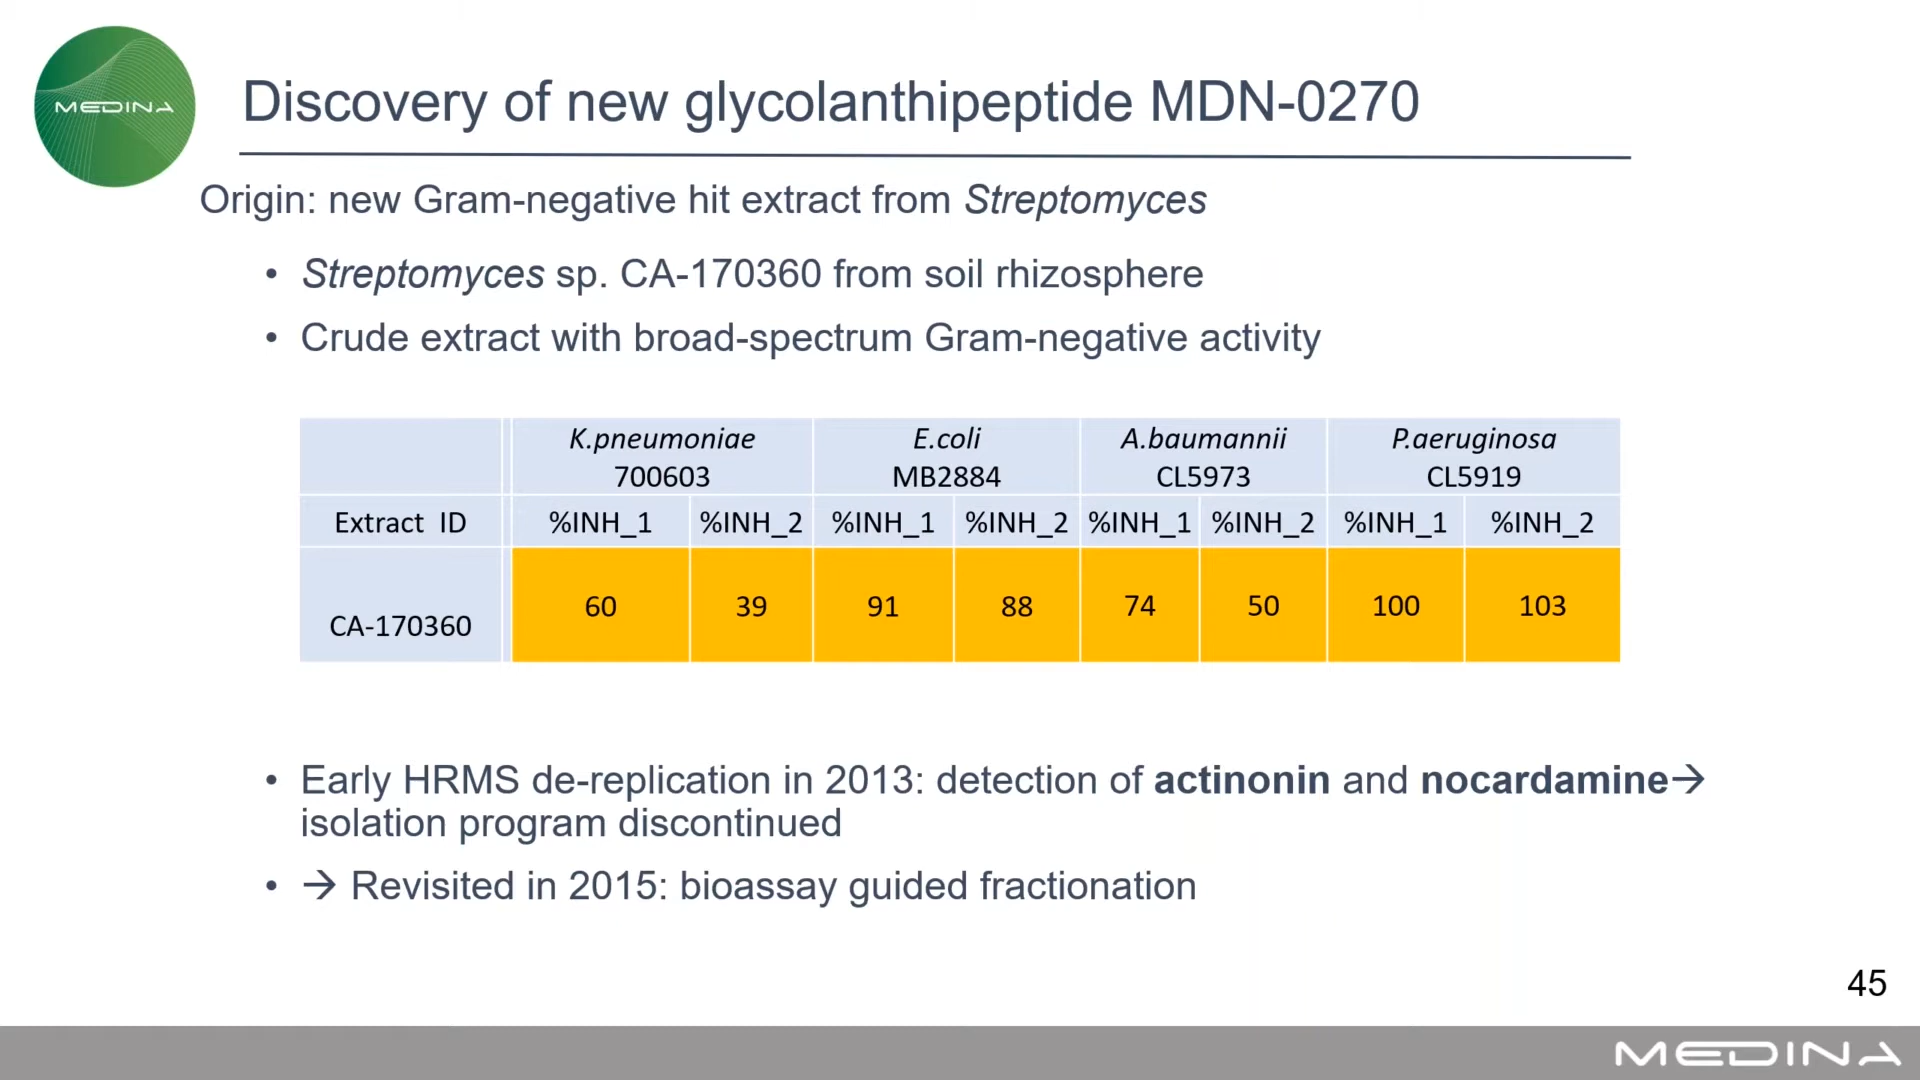 MEDINA
Discovery of new glycolanthipeptide MDN-0270
Origin: new Gram-negative hit extract from Streptomyces
• Streptomyces sp. CA-170360 from soil rhizosphere
• Crude extract with broad-spectrum Gram-negative activity
K.pneumoniae E.coli A.baumannii P.aeruginosa
700603 MB2884 CL5973 CL5919
Extract ID %INH_1 %INH_2 %INH_1 %INH_2 %INH_1 %INH_2 %INH_1 %INH_2
CA-170360 60 39 91 88 74 50 100 103
• Early HRMS de-replication in 2013: detection of actinonin and nocardamine→
isolation program discontinued
• → Revisited in 2015: bioassay guided fractionation
45
MEDINA